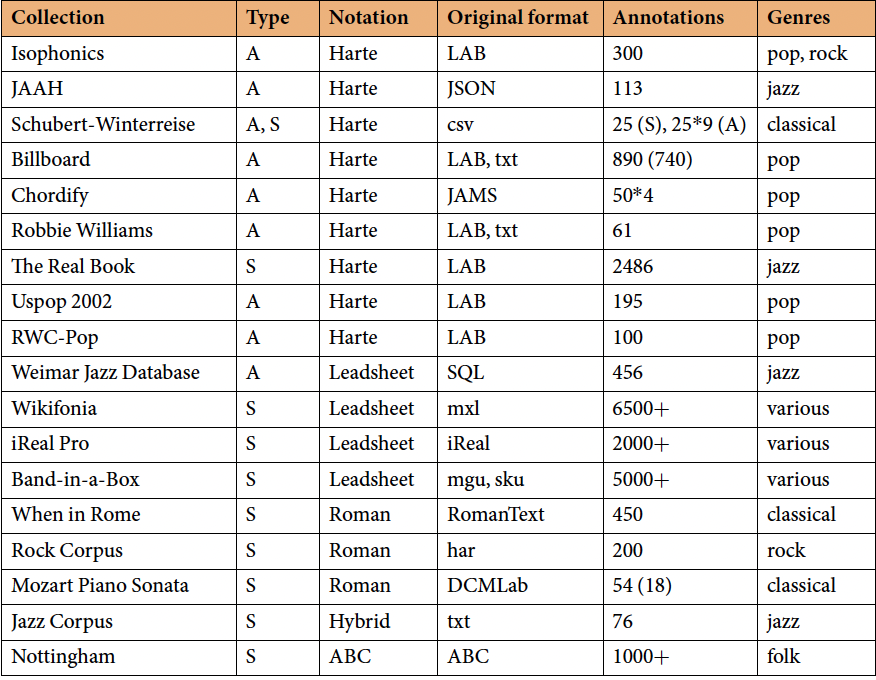 Collection Type Notation Original format Annotations Genres
Isophonics A Harte LAB 300 pop, rock
JAAH A Harte JSON 113 jazz
Schubert-Winterreise A, S Harte csv 25 (S), 25*9 (A) classical
Billboard A Harte LAB, txt 890 (740) pop
Chordify A Harte JAMS 50*4 pop
Robbie Williams A Harte LAB, txt 61 pop
The Real Book S Harte LAB 2486 jazz
Uspop 2002 A Harte LAB 195 pop
RWC-Pop A Harte LAB 100 pop
Weimar Jazz Database A Leadsheet SQL 456 jazz
Wikifonia S Leadsheet mxl 6500+ various
iReal Pro S Leadsheet iReal 2000+ various
Band-in-a-Box S Leadsheet mgu, sku 5000+ various
When in Rome S Roman RomanText 450 classical
Rock Corpus S Roman har 200 rock
Mozart Piano Sonata S Roman DCMLab 54 (18) classical
Jazz Corpus S Hybrid txt 76 jazz
Nottingham S ABC ABC 1000+ folk